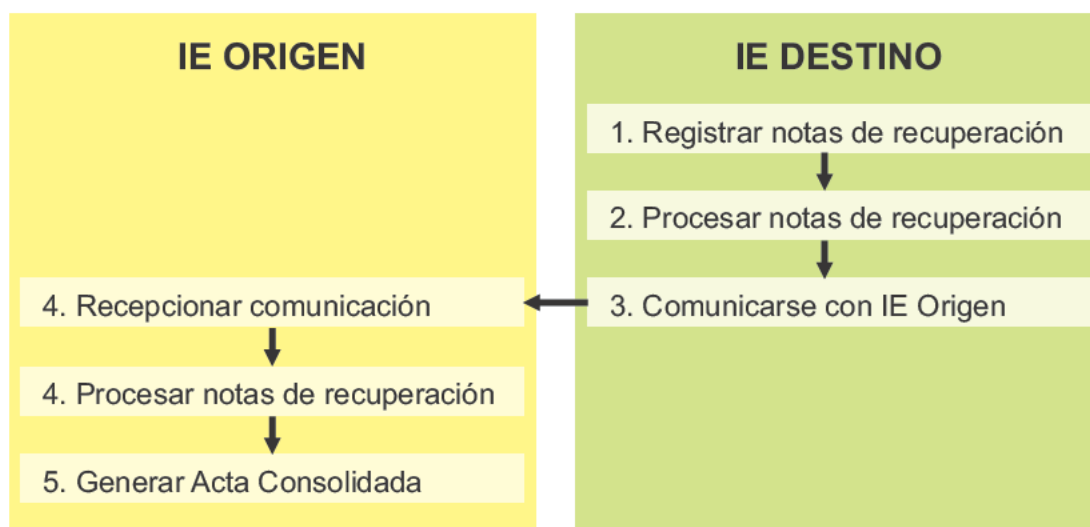 IE ORIGEN
IE DESTINO
1. Registrar notas de recuperación
2. Procesar notas de recuperación
3. Comunicarse con IE Origen
4. Recepcionar comunicación
4. Procesar notas de recuperación
5. Generar Acta Consolidada